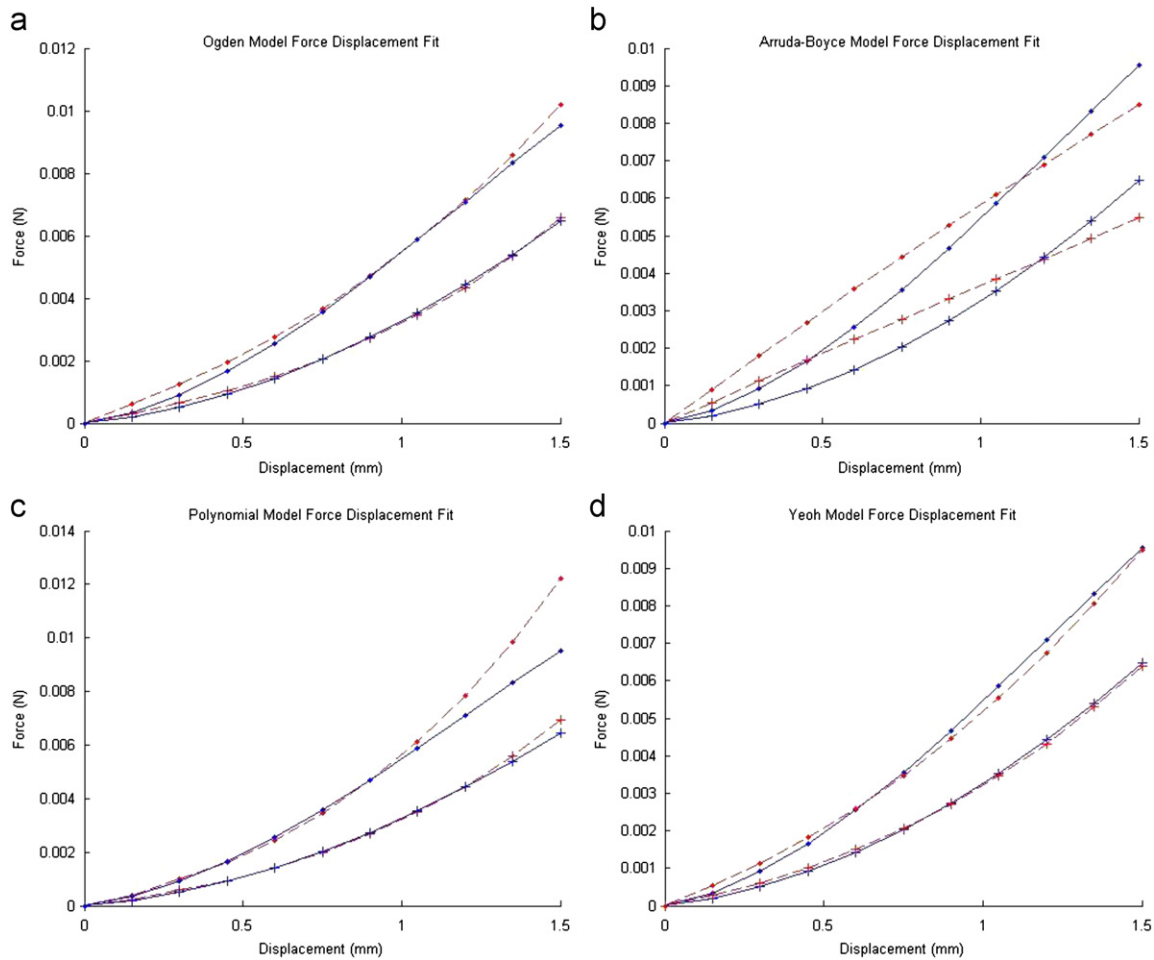 a
Ogden Model Force Displacement Fit
0.012
0.01
0.008
0.006
0.004
0.002
0
Force (N)
0 0.5 1 1.5
Displacement (mm)
b
Arruda-Boyce Model Force Displacement Fit
0.01
0.009
0.008
0.007
0.006
0.005
0.004
0.003
0.002
0.001
0
Force (N)
0 0.5 1 1.5
Displacement (mm)
c
Polynomial Model Force Displacement Fit
0.014
0.012
0.01
0.008
0.006
0.004
0.002
0
Force (N)
0 0.5 1 1.5
Displacement (mm)
d
Yeoh Model Force Displacement Fit
0.01
0.009
0.008
0.007
0.006
0.005
0.004
0.003
0.002
0.001
0
Force (N)
0 0.5 1 1.5
Displacement (mm)